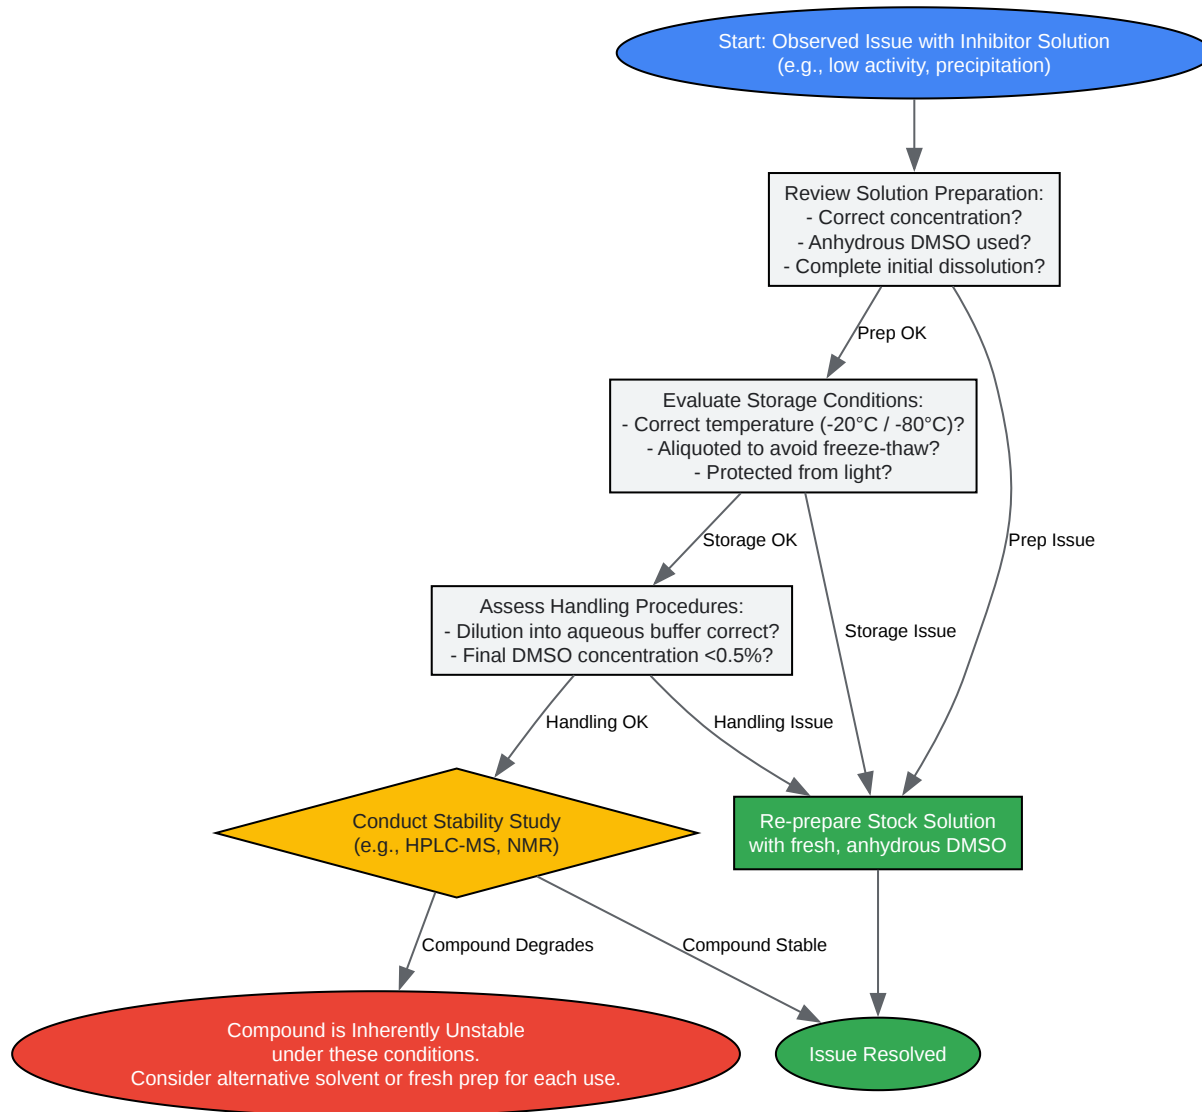 Start: Observed Issue with Inhibitor Solution
(e.g., low activity, precipitation)
Review Solution Preparation:
- Correct concentration?
- Anhydrous DMSO used?
- Complete initial dissolution?
Prep OK
Evaluate Storage Conditions:
- Correct temperature (-20°C / -80°C)?
- Aliquoted to avoid freeze-thaw?
- Protected from light?
Storage OK
Prep Issue
Assess Handling Procedures:
- Dilution into aqueous buffer correct?
- Final DMSO concentration <0.5%?
Storage Issue
Handling OK
Handling Issue
Conduct Stability Study
(e.g., HPLC-MS, NMR)
Re-prepare Stock Solution
with fresh, anhydrous DMSO
Compound Degrades
Compound Stable
Compound is Inherently Unstable
under these conditions.
Consider alternative solvent or fresh prep for each use.
Issue Resolved